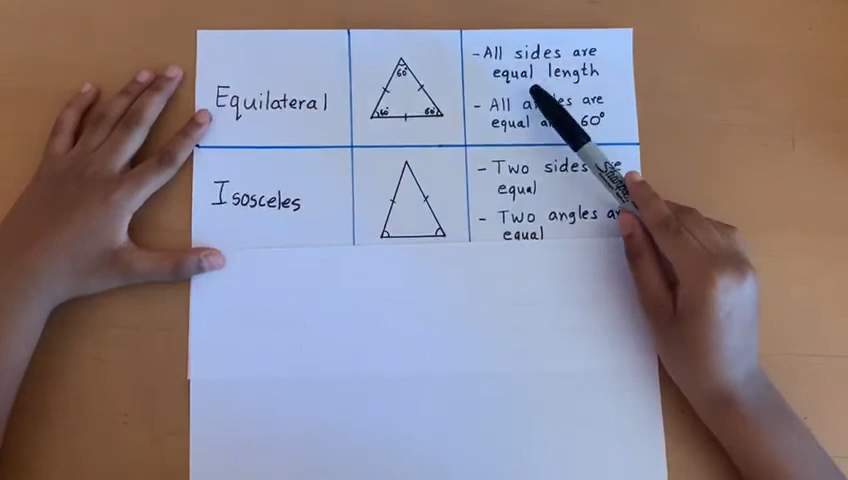 Equilateral
60°
60°
60°
- All sides are
equal length
- All are
equal 60°
Isosceles
- Two sides
equal
- Two angles
equal
Sharpie